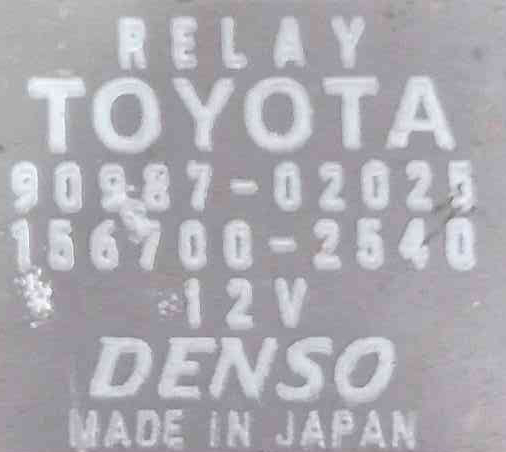 RELAY
TOYOTA
90987-02025
156700-2540
12V
DENSO
MADE IN JAPAN